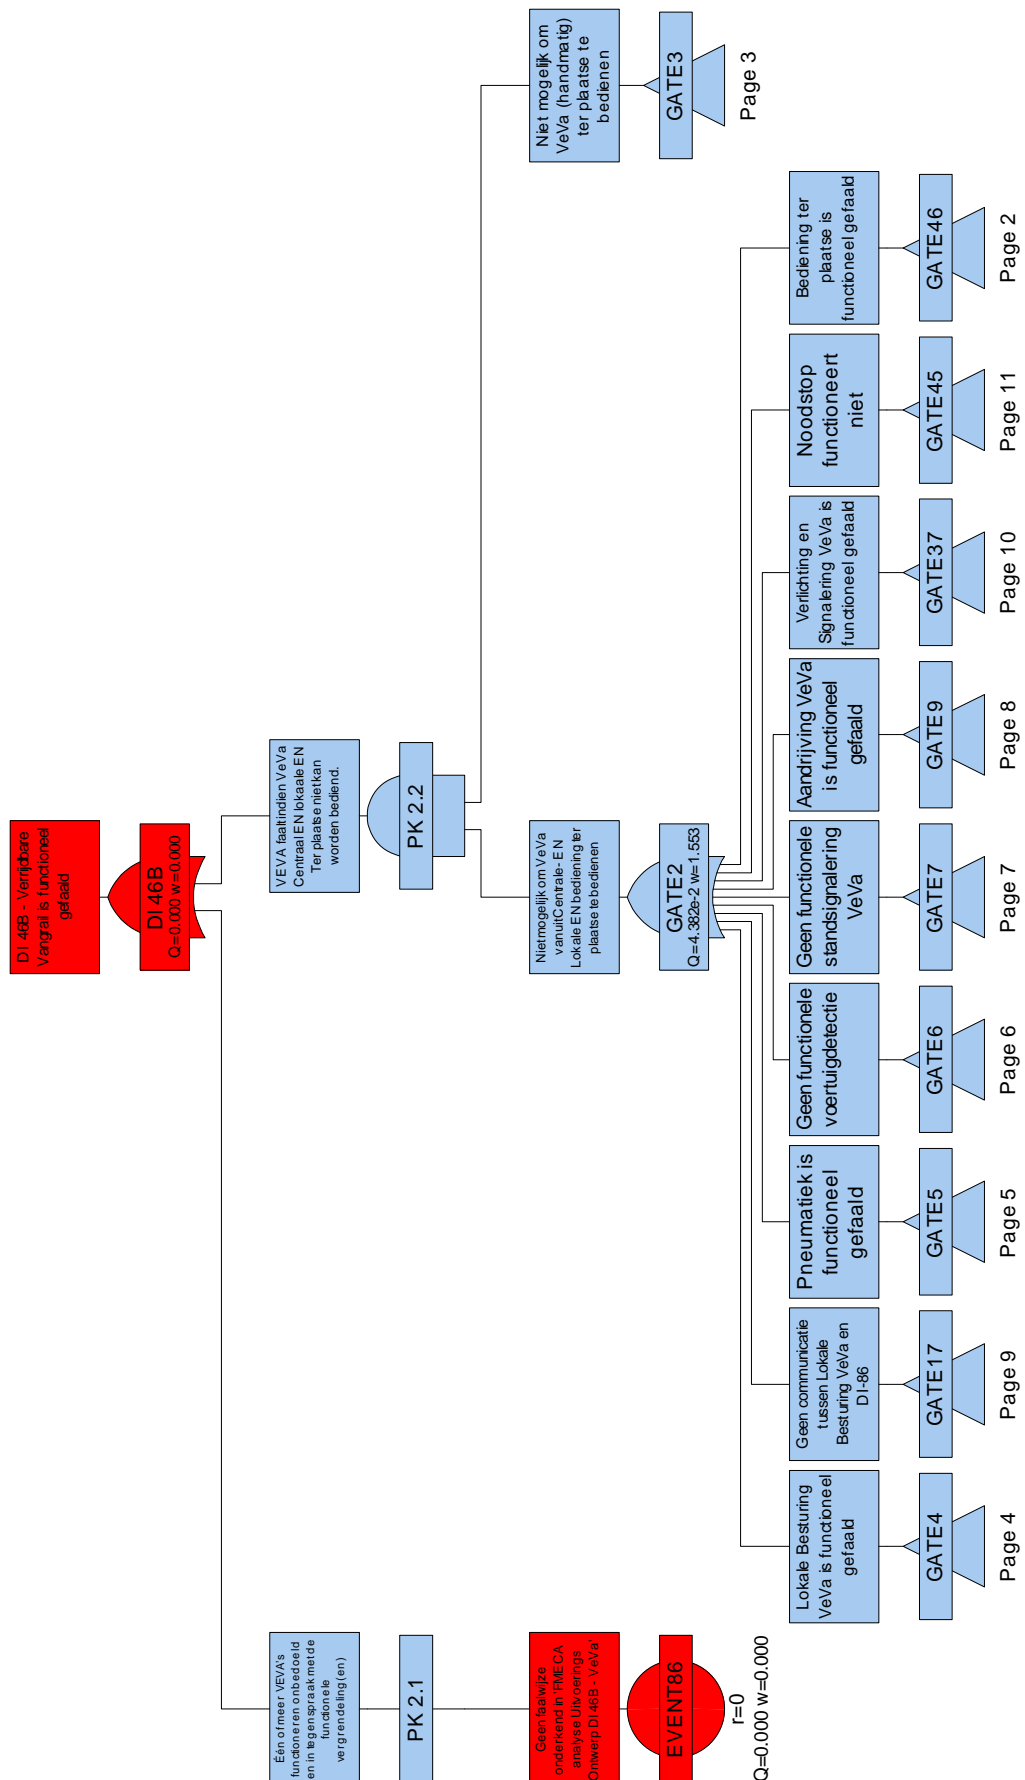 DI 46B - Verrijdbare
Vangrail is functioneel
gefaald
DI 46B
Q=0.000 w=0.000
Één of meer VEVA's
functioneren onbedoeld
en in tegenspraak met de
functionele
vergrendeling(en)
PK 2.1
Geen faalwijze
onderkend in 'FMECA
analyse Uitvoerings
Ontwerp DI 46B - VeVa'
EVENT86
r=0
Q=0.000 w=0.000
VEVA faalt indien VeVa
Centraal EN lokaale EN
Ter plaatse niet kan
worden bediend.
PK 2.2
Niet mogelijk om VeVa
vanuit Centrale- EN
Lokale EN bediening ter
plaatse te bedienen
GATE2
Q=4.382e-2 w=1.553
Niet mogelijk om
VeVa (handmatig)
ter plaatse te
bedienen
GATE3
Page 3
Lokale Besturing
VeVa is functioneel
gefaald
GATE4
Page 4
Geen communicatie
tussen Lokale
Besturing VeVa en
DI-86
GATE17
Page 9
Pneumatiek is
functioneel
gefaald
GATE5
Page 5
Geen functionele
voertuigdetectie
GATE6
Page 6
Geen functionele
standsignalering
VeVa
GATE7
Page 7
Aandrijving VeVa
is functioneel
gefaald
GATE9
Page 8
Verlichting en
Signalering VeVa is
functioneel gefaald
GATE37
Page 10
Noodstop
functioneert
niet
GATE45
Page 11
Bediening ter
plaatse is
functioneel gefaald
GATE46
Page 2